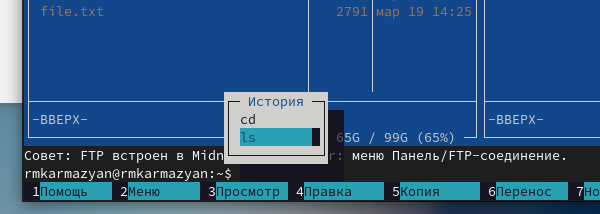 file.txt 2791 мар 19 14:25
История
cd
-ВВЕРХ- -ВВЕРХ-
ls
65G / 99G (65%)
Совет: FTP встроен в Midn r: меню Панель/FTP-соединение.
rmkarmazyan@rmkarmazyan:~$
1Помощь 2Меню 3Просмотр 4Правка 5Копия 6Перенос 7Но